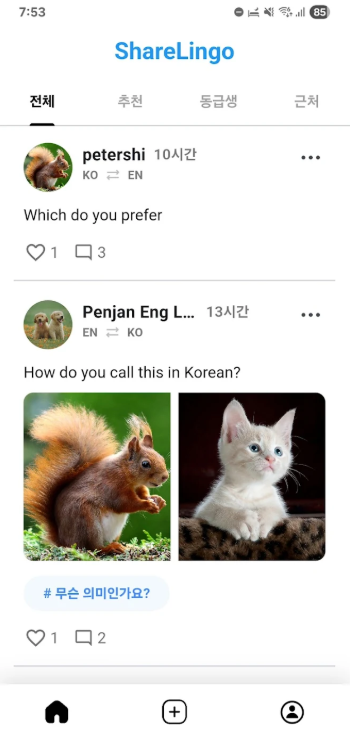 7:53
85
ShareLingo
전체 추천 동급생 근처
petershi 10시간
KO EN
Which do you prefer
1 3
Penjan Eng L... 13시간
EN KO
How do you call this in Korean?
# 무슨 의미인가요?
1 2